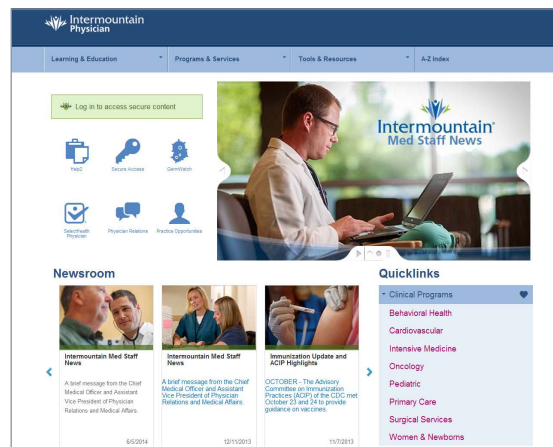 Intermountain
Physician
Learning & Education
Programs & Services
Tools & Resources
A-Z Index
Log in to access secure content
Intermountain
Med Staff News
Help2
Secure Access
GermWatch
SelectHealth
Physician
Physician Relations
Practice Opportunities
Newsroom
Intermountain Med Staff
News
A brief message from the Chief
Medical Officer and Assistant
Vice President of Physician
Relations and Medical Affairs.
6/5/2014
Intermountain Med Staff
News
A brief message from the Chief
Medical Officer and Assistant
Vice President of Physician
Relations and Medical Affairs.
12/11/2013
Immunization Update and
ACIP Highlights
OCTOBER - The Advisory
Committee on Immunization
Practices (ACIP) of the CDC met
October 23 and 24 to provide
guidance on vaccines.
11/7/2013
Quicklinks
Clinical Programs
Behavioral Health
Cardiovascular
Intensive Medicine
Oncology
Pediatric
Primary Care
Surgical Services
Women & Newborns